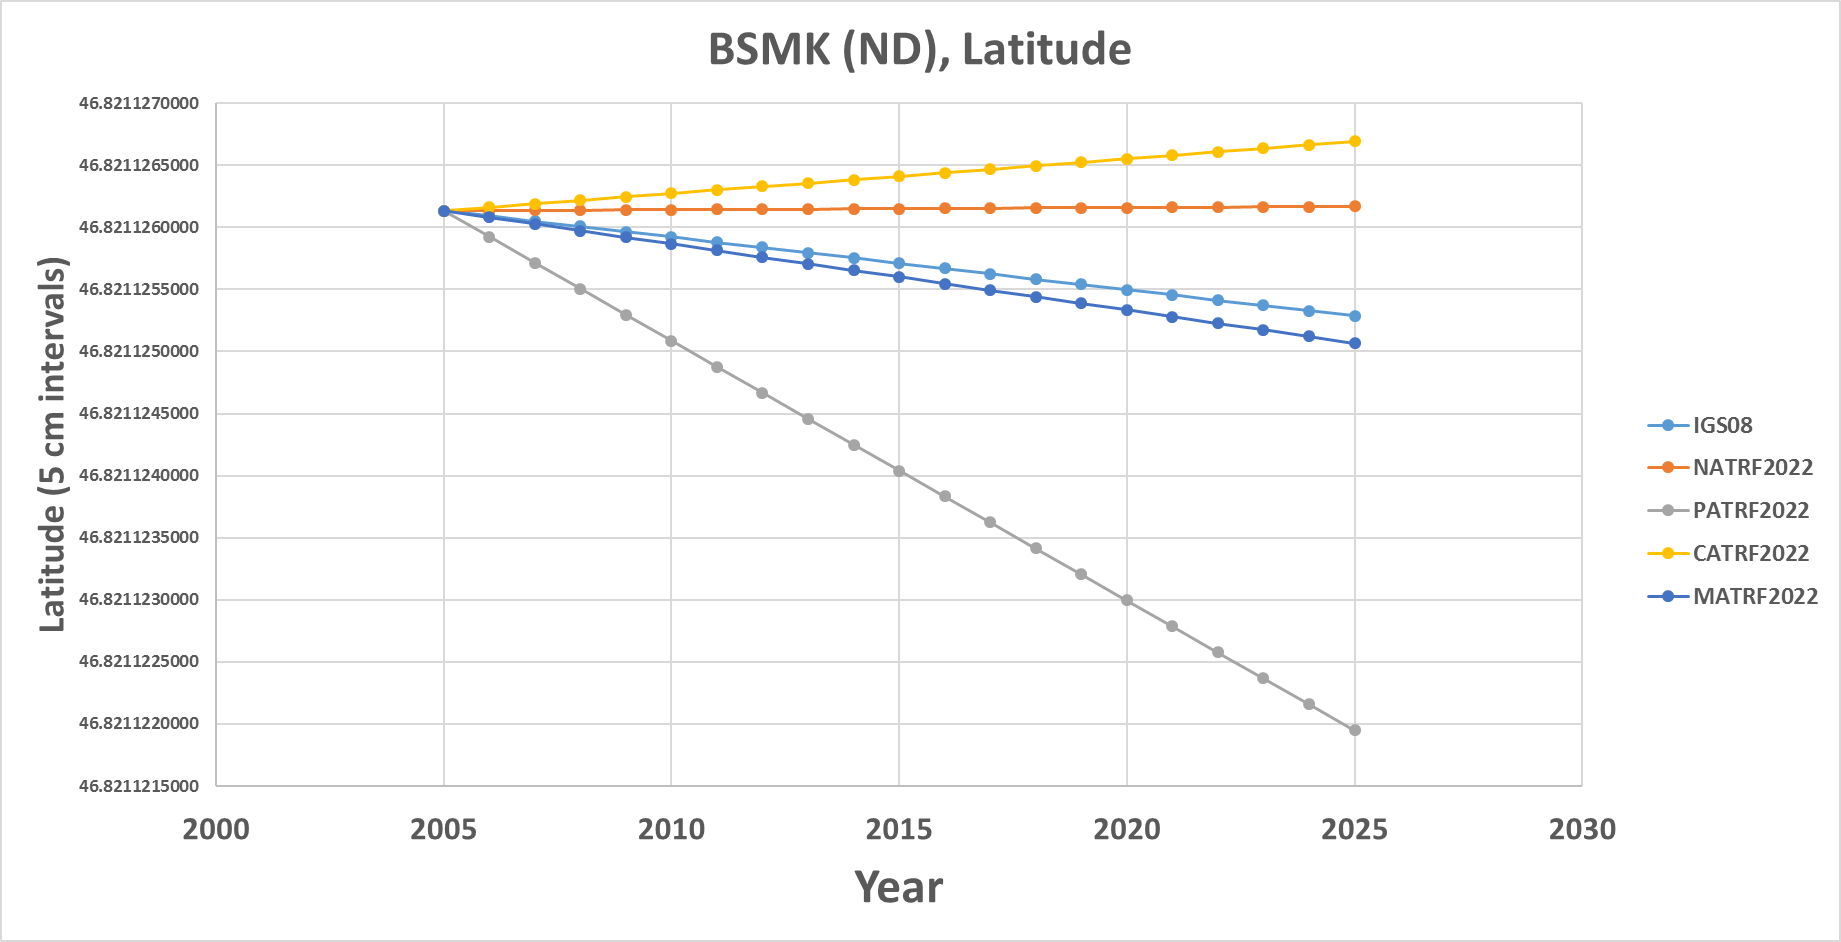 BSMK (ND), Latitude
46.8211270000
46.8211265000
46.8211260000
46.8211255000
46.8211250000
46.8211245000
46.8211240000
46.8211235000
46.8211230000
46.8211225000
46.8211220000
46.8211215000
Latitude (5 cm intervals)
2000 2005 2010 2015 2020 2025 2030
Year
IGS08
NATRF2022
PATRF2022
CATRF2022
MATRF2022